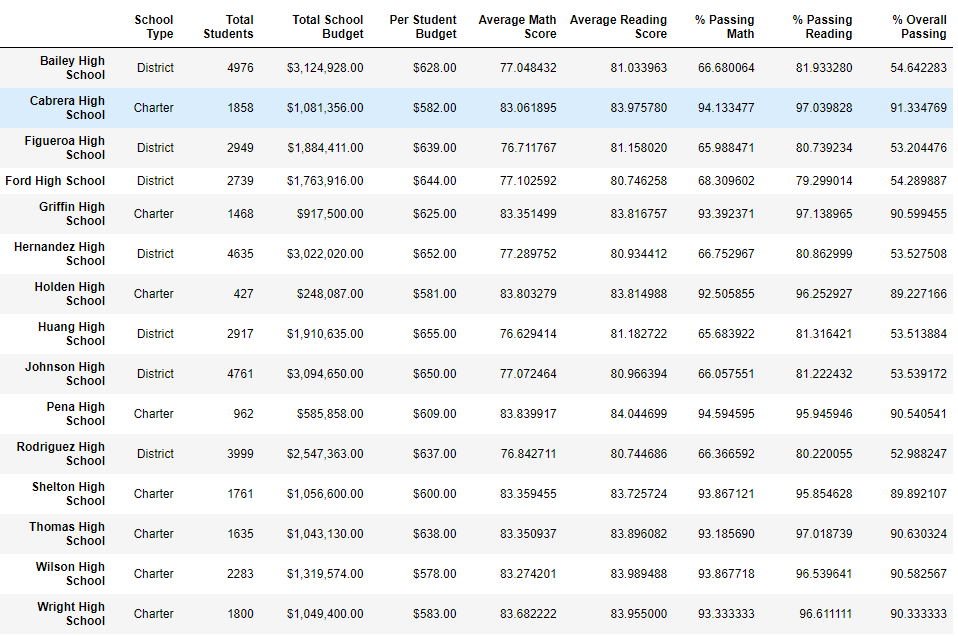 School Type Total Students Total School Budget Per Student Budget Average Math Score Average Reading Score % Passing Math % Passing Reading % Overall Passing
Bailey High School District 4976 $3,124,928.00 $628.00 77.048432 81.033963 66.680064 81.933280 54.642283
Cabrera High School Charter 1858 $1,081,356.00 $582.00 83.061895 83.975780 94.133477 97.039828 91.334769
Figueroa High School District 2949 $1,884,411.00 $639.00 76.711767 81.158020 65.988471 80.739234 53.204476
Ford High School District 2739 $1,763,916.00 $644.00 77.102592 80.746258 68.309602 79.299014 54.289887
Griffin High School Charter 1468 $917,500.00 $625.00 83.351499 83.816757 93.392371 97.138965 90.599455
Hernandez High School District 4635 $3,022,020.00 $652.00 77.289752 80.934412 66.752967 80.862999 53.527508
Holden High School Charter 427 $248,087.00 $581.00 83.803279 83.814988 92.505855 96.252927 89.227166
Huang High School District 2917 $1,910,635.00 $655.00 76.629414 81.182722 65.683922 81.316421 53.513884
Johnson High School District 4761 $3,094,650.00 $650.00 77.072464 80.966394 66.057551 81.222432 53.539172
Pena High School Charter 962 $585,858.00 $609.00 83.839917 84.044699 94.594595 95.945946 90.540541
Rodriguez High School District 3999 $2,547,363.00 $637.00 76.842711 80.744686 66.366592 80.220055 52.988247
Shelton High School Charter 1761 $1,056,600.00 $600.00 83.359455 83.725724 93.867121 95.854628 89.892107
Thomas High School Charter 1635 $1,043,130.00 $638.00 83.350937 83.896082 93.185690 97.018739 90.630324
Wilson High School Charter 2283 $1,319,574.00 $578.00 83.274201 83.989488 93.867718 96.539641 90.582567
Wright High School Charter 1800 $1,049,400.00 $583.00 83.682222 83.955000 93.333333 96.611111 90.333333